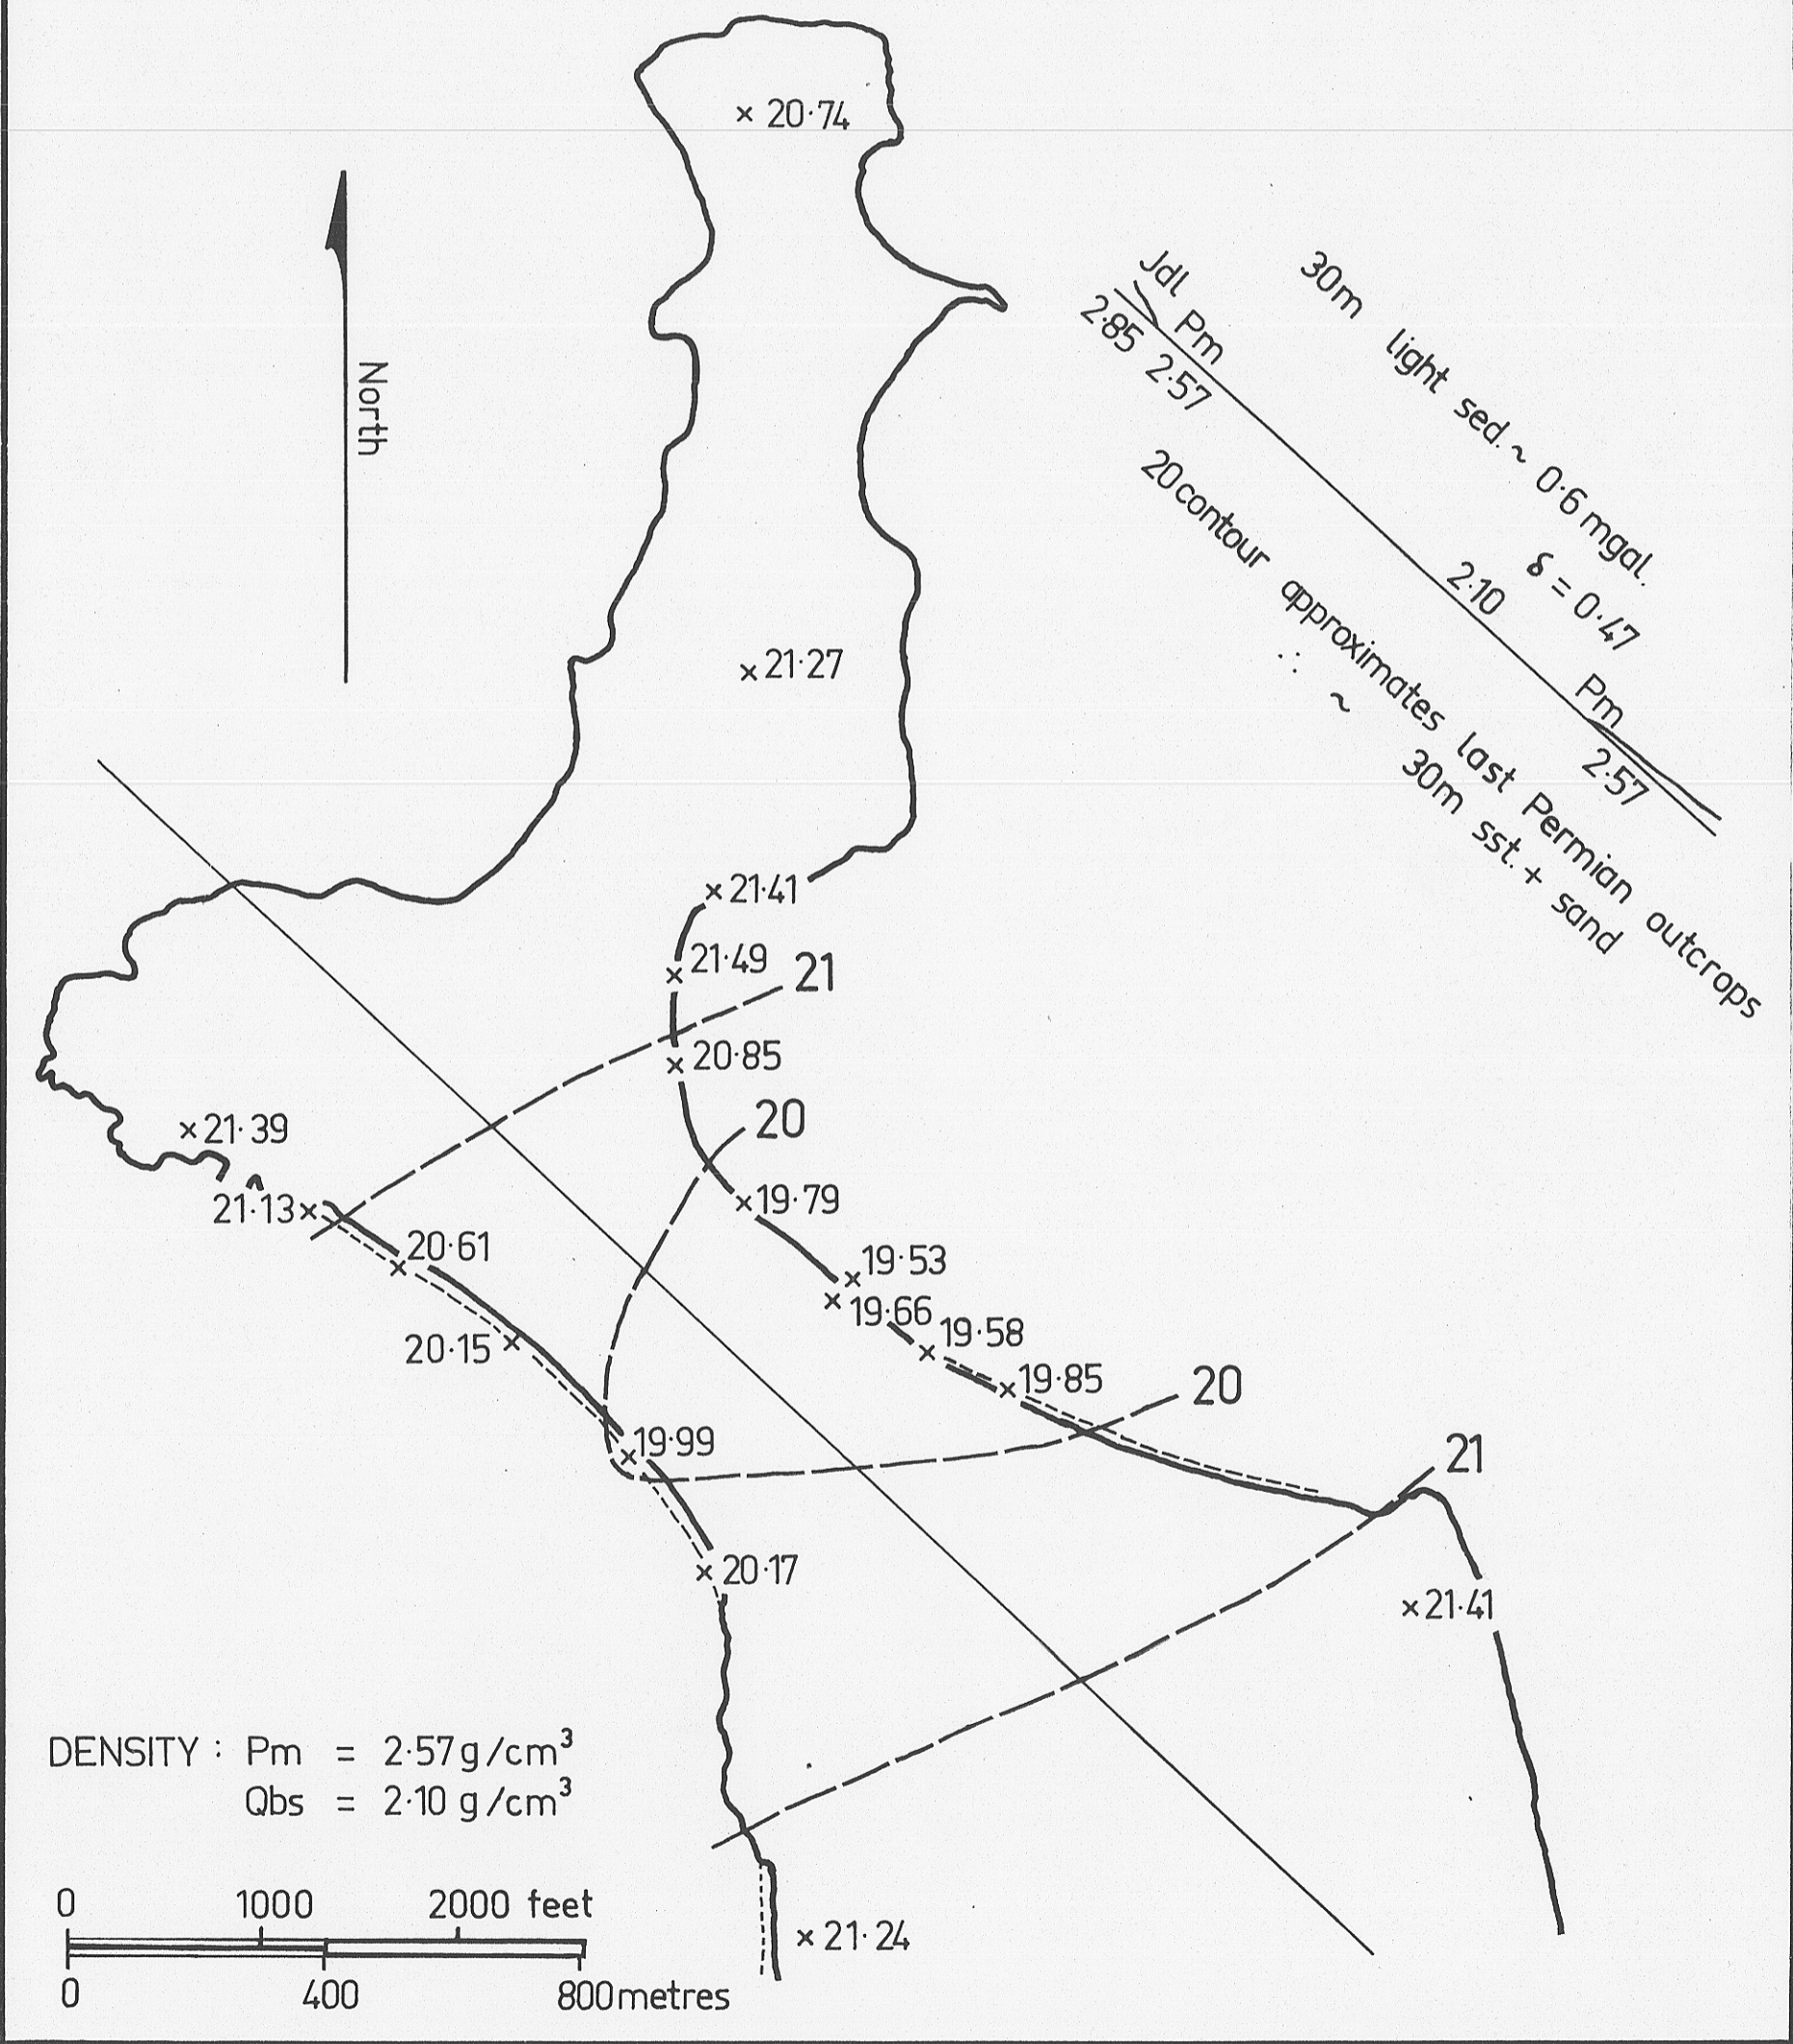 × 20·74
North
Jdl
Pm
2·85 2·57
30m light sed. ~ 0·6 mgal.
δ = 0·47
2·10
Pm
2·57
20 contour approximates last Permian outcrops
∴ ~ 30m sst. + sand
× 21·27
× 21·41
× 21·49
21
× 20·85
20
× 21·39
21·13 ×
× 19·79
20·61
× 19·53
× 19·66
20·15 ×
× 19·58
× 19·85
20
× 19·99
21
× 20·17
× 21·41
DENSITY : Pm = 2·57 g/cm³
Qbs = 2·10 g/cm³
0 1000 2000 feet
× 21·24
0 400 800 metres